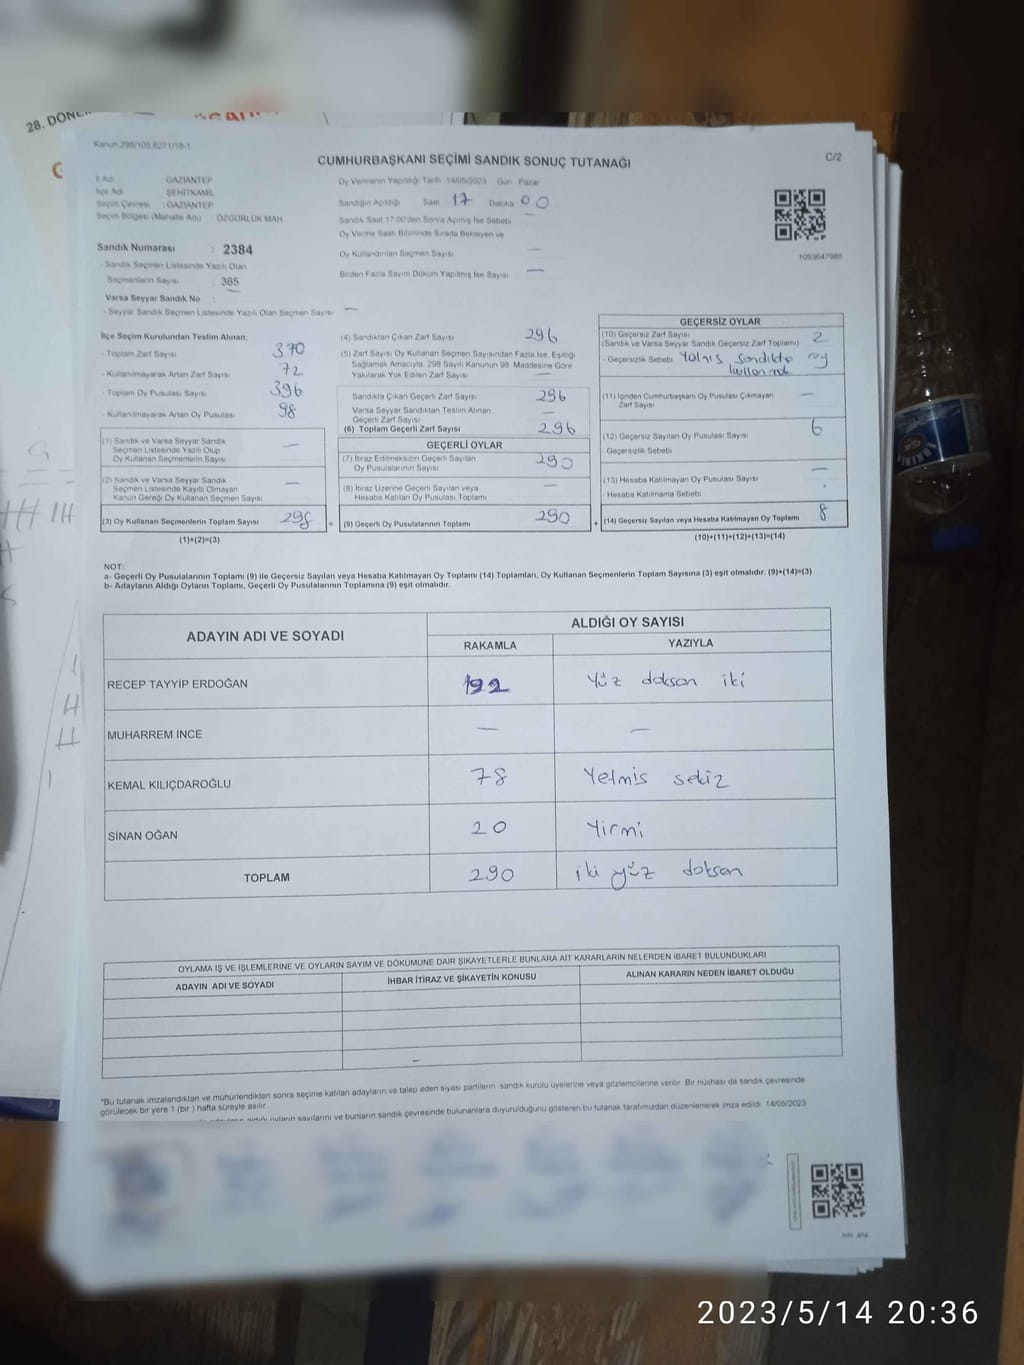 28. DÖNE
Kanun 298/105,6271/18-1
CUMHURBAŞKANI SEÇİMİ SANDIK SONUÇ TUTANAĞI
C/2
İl Adı : GAZİANTEP
İlçe Adı : ŞEHİTKAMİL
Seçim Çevresi : GAZİANTEP
Seçim Bölgesi (Mahalle Adı) : ÖZGÜRLÜK MAH
Oy Vermenin Yapıldığı Tarih 14/05/2023 Gün: Pazar
Sandığın Açıldığı Saat 17 Dakika 00
Sandık Saat 17:00'den Sonra Açılmış İse Sebebi
Oy Verme Saati Bitiminde Sırada Bekleyen ve
Oy Kullandırılan Seçmen Sayısı —
Birden Fazla Sayım Döküm Yapılmış İse Sayısı —
1093647985
Sandık Numarası : 2384
- Sandık Seçmen Listesinde Yazılı Olan
Seçmenlerin Sayısı : 365
Varsa Seyyar Sandık No :
- Seyyar Sandık Seçmen Listesinde Yazılı Olan Seçmen Sayısı —
İlçe Seçim Kurulundan Teslim Alınan:
- Toplam Zarf Sayısı 370
- Kullanılmayarak Artan Zarf Sayısı 72
- Toplam Oy Pusulası Sayısı 396
- Kullanılmayarak Artan Oy Pusulası 98
(1) Sandık ve Varsa Seyyar Sandık
Seçmen Listesinde Yazılı Olup
Oy Kullanan Seçmenlerin Sayısı —
(2) Sandık ve Varsa Seyyar Sandık
Seçmen Listesinde Kayıtlı Olmayan
Kanun Gereği Oy Kullanan Seçmen Sayısı —
(3) Oy Kullanan Seçmenlerin Toplam Sayısı 298
(1)+(2)=(3)
(4) Sandıktan Çıkan Zarf Sayısı 296
(5) Zarf Sayısı Oy Kullanan Seçmen Sayısından Fazla İse, Eşitliği
Sağlamak Amacıyla, 298 Sayılı Kanunun 98. Maddesine Göre
Yakılarak Yok Edilen Zarf Sayısı —
Sandıkta Çıkan Geçerli Zarf Sayısı 296
Varsa Seyyar Sandıktan Teslim Alınan
Geçerli Zarf Sayısı —
(6) Toplam Geçerli Zarf Sayısı 296
GEÇERLİ OYLAR
(7) İtiraz Edilmeksizin Geçerli Sayılan
Oy Pusulalarının Sayısı 290
(8) İtiraz Üzerine Geçerli Sayılan veya
Hesaba Katılan Oy Pusulası Toplamı —
= (9) Geçerli Oy Pusulalarının Toplamı 290
GEÇERSİZ OYLAR
(10) Geçersiz Zarf Sayısı 2
(Sandık ve Varsa Seyyar Sandık Geçersiz Zarf Toplamı)
- Geçersizlik Sebebi Yalnış sandıkta oy
kullanmak
(11) İçinden Cumhurbaşkanı Oy Pusulası Çıkmayan —
Zarf Sayısı
(12) Geçersiz Sayılan Oy Pusulası Sayısı 6
- Geçersizlik Sebebi
(13) Hesaba Katılmayan Oy Pusulası Sayısı —
- Hesaba Katılmama Sebebi
+ (14) Geçersiz Sayılan veya Hesaba Katılmayan Oy Toplamı 8
(10)+(11)+(12)+(13)=(14)
NOT:
a- Geçerli Oy Pusulalarının Toplamı (9) ile Geçersiz Sayılan veya Hesaba Katılmayan Oy Toplamı (14) Toplamları, Oy Kullanan Seçmenlerin Toplam Sayısına (3) eşit olmalıdır. (9)+(14)=(3)
b- Adayların Aldığı Oyların Toplamı, Geçerli Oy Pusulalarının Toplamına (9) eşit olmalıdır.
ADAYIN ADI VE SOYADI
ALDIĞI OY SAYISI
RAKAMLA YAZIYLA
RECEP TAYYİP ERDOĞAN 192 Yüz doksan iki
MUHARREM İNCE — —
KEMAL KILIÇDAROĞLU 78 Yetmis sekiz
SİNAN OĞAN 20 Yirmi
TOPLAM 290 iki yüz doksan
OYLAMA İŞ VE İŞLEMLERİNE VE OYLARIN SAYIM VE DÖKÜMÜNE DAİR ŞİKAYETLERLE BUNLARA AİT KARARLARIN NELERDEN İBARET BULUNDUKLARI
ADAYIN ADI VE SOYADI İHBAR İTİRAZ VE ŞİKAYETİN KONUSU ALINAN KARARIN NEDEN İBARET OLDUĞU
*Bu tutanak imzalandıktan ve mühürlendikten sonra seçime katılan adayların ve talep eden siyasi partilerin sandık kurulu üyelerine veya gözlemcilerine verilir. Bir nüshası da sandık çevresinde
görülecek bir yere 1 (bir ) hafta süreyle asılır.
oyların sayılarını ve bunların sandık çevresinde bulunanlara duyurulduğunu gösteren bu tutanak tarafımızdan düzenlenerek imza edildi. 14/05/2023
2023/5/14 20:36